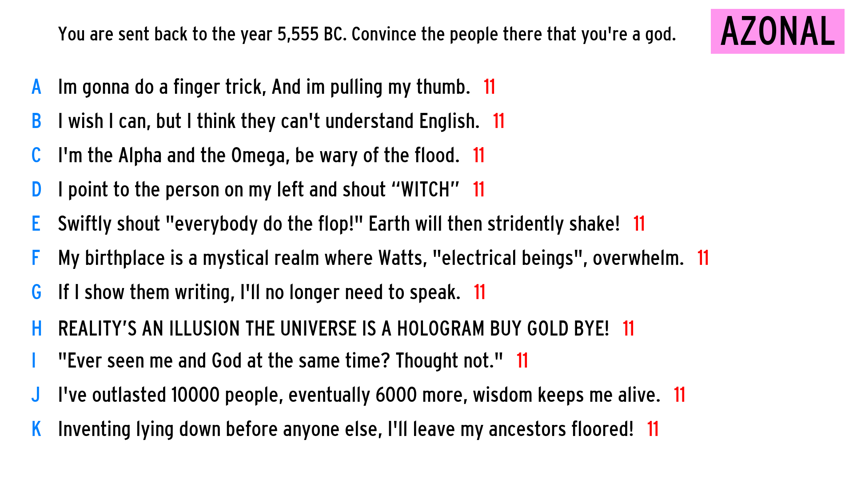 You are sent back to the year 5,555 BC. Convince the people there that you're a god.
AZONAL
A Im gonna do a finger trick, And im pulling my thumb. 11
B I wish I can, but I think they can't understand English. 11
C I'm the Alpha and the Omega, be wary of the flood. 11
D I point to the person on my left and shout “WITCH” 11
E Swiftly shout "everybody do the flop!" Earth will then stridently shake! 11
F My birthplace is a mystical realm where Watts, "electrical beings", overwhelm. 11
G If I show them writing, I'll no longer need to speak. 11
H REALITY’S AN ILLUSION THE UNIVERSE IS A HOLOGRAM BUY GOLD BYE! 11
I "Ever seen me and God at the same time? Thought not." 11
J I've outlasted 10000 people, eventually 6000 more, wisdom keeps me alive. 11
K Inventing lying down before anyone else, I'll leave my ancestors floored! 11